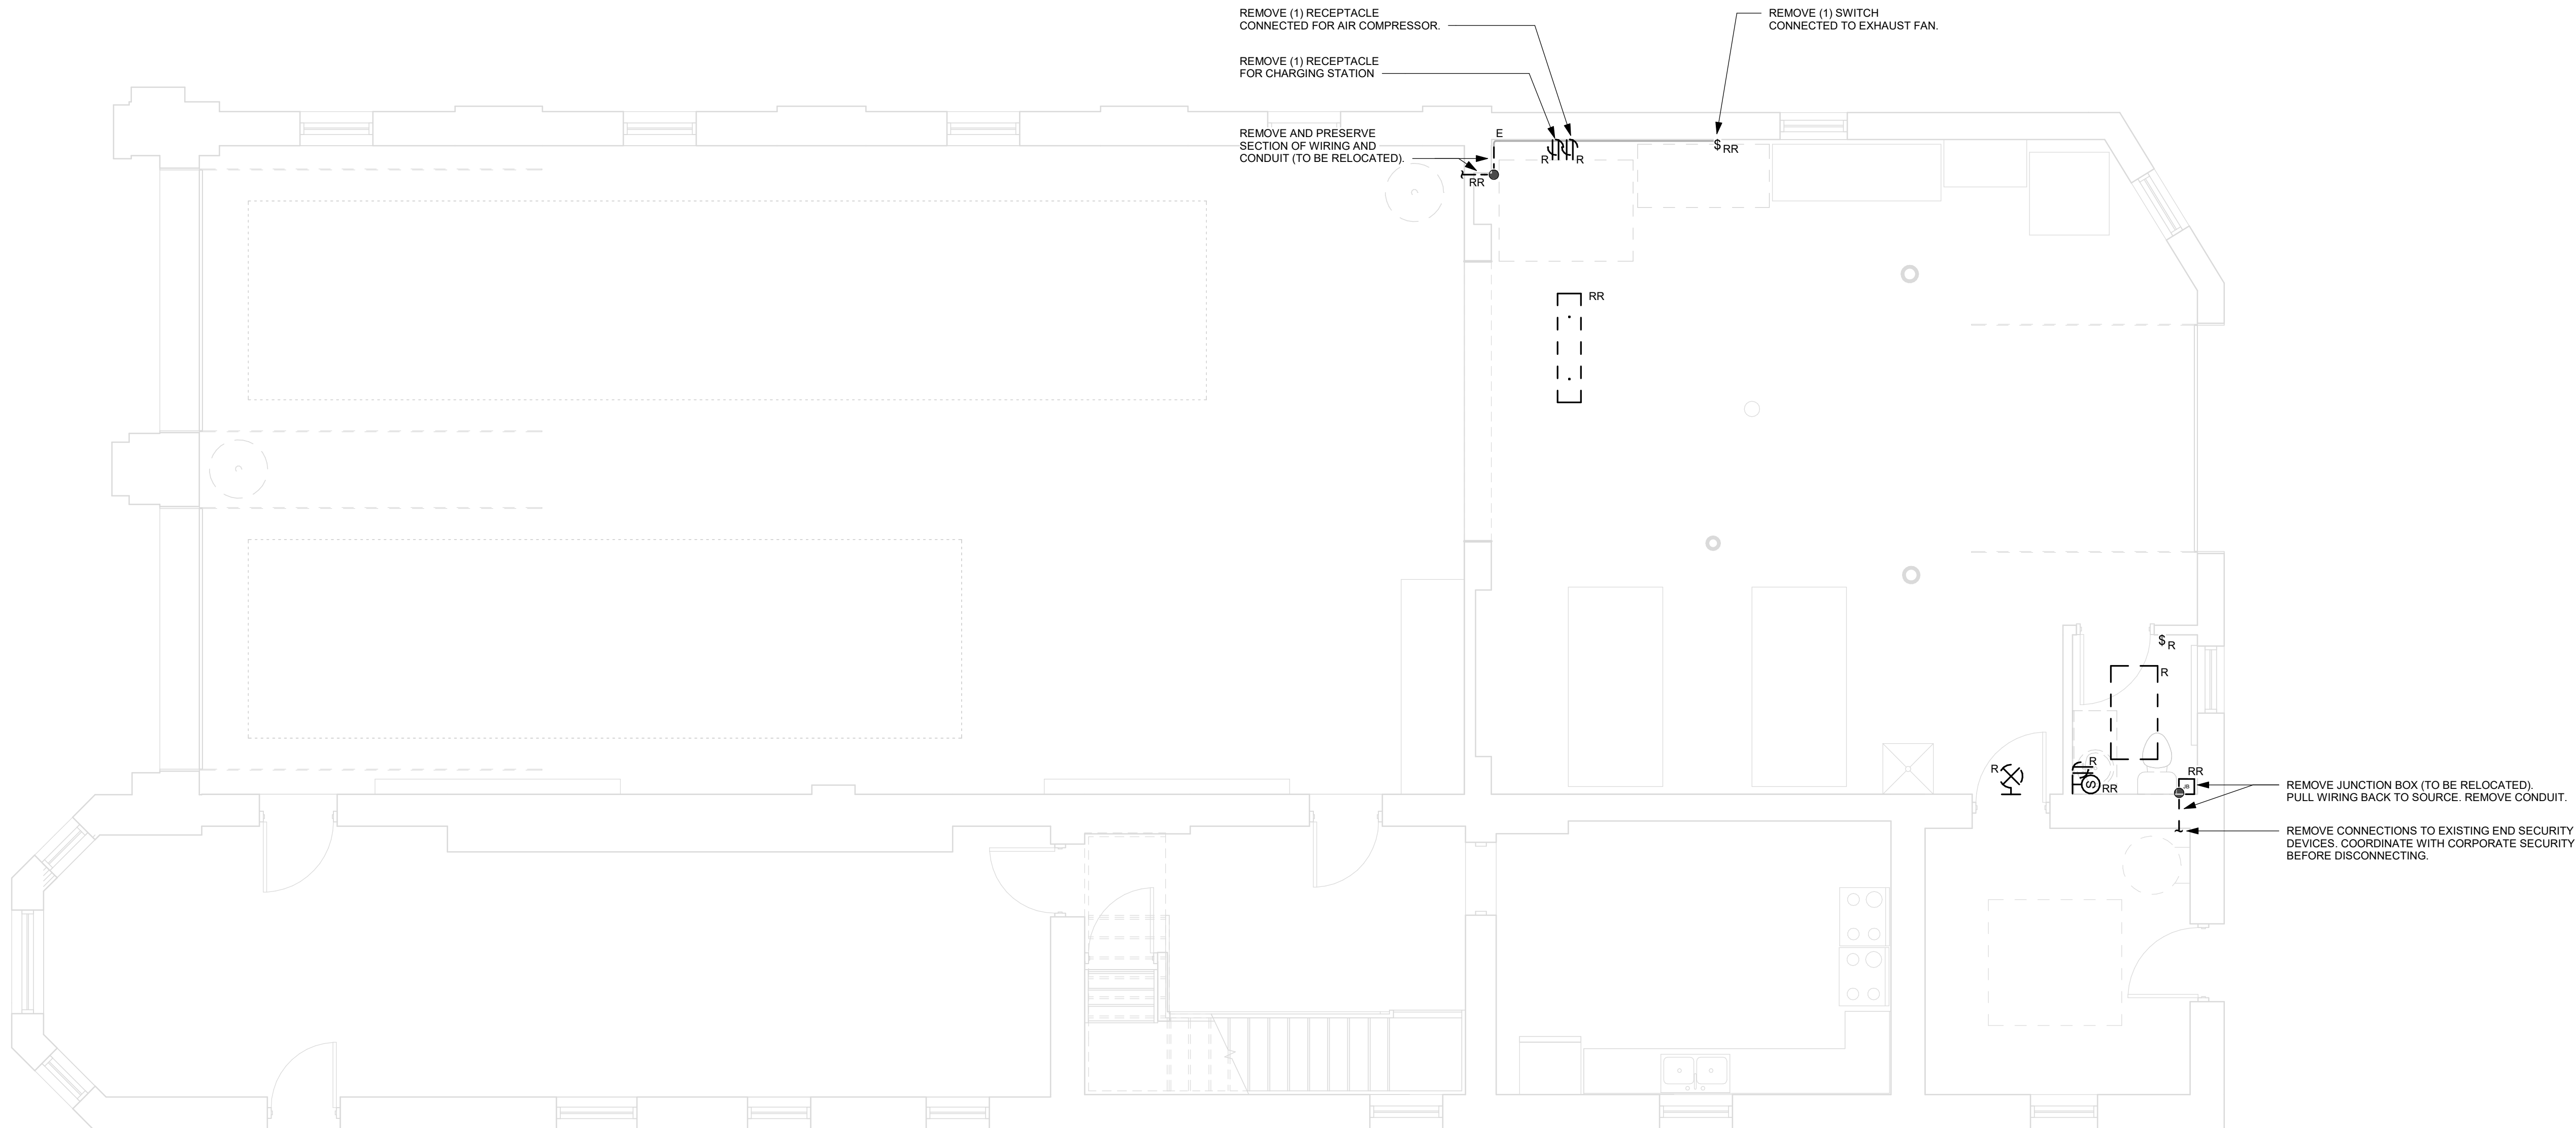 REMOVE (1) RECEPTACLE
CONNECTED FOR AIR COMPRESSOR.
REMOVE (1) SWITCH
CONNECTED TO EXHAUST FAN.
REMOVE (1) RECEPTACLE
FOR CHARGING STATION
REMOVE AND PRESERVE
SECTION OF WIRING AND
CONDUIT (TO BE RELOCATED).
E
R
R
$ RR
RR
RR
$ R
R
R
R
S
RR
RR
JB
REMOVE JUNCTION BOX (TO BE RELOCATED).
PULL WIRING BACK TO SOURCE. REMOVE CONDUIT.
REMOVE CONNECTIONS TO EXISTING END SECURITY
DEVICES. COORDINATE WITH CORPORATE SECURITY
BEFORE DISCONNECTING.